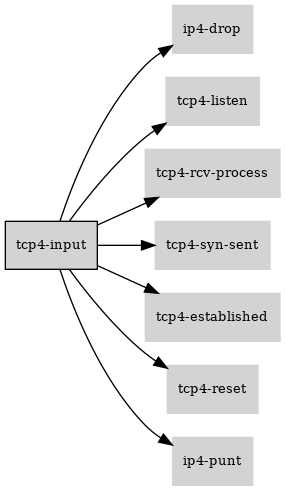 ip4-drop
tcp4-listen
tcp4-rcv-process
tcp4-input
tcp4-syn-sent
tcp4-established
tcp4-reset
ip4-punt